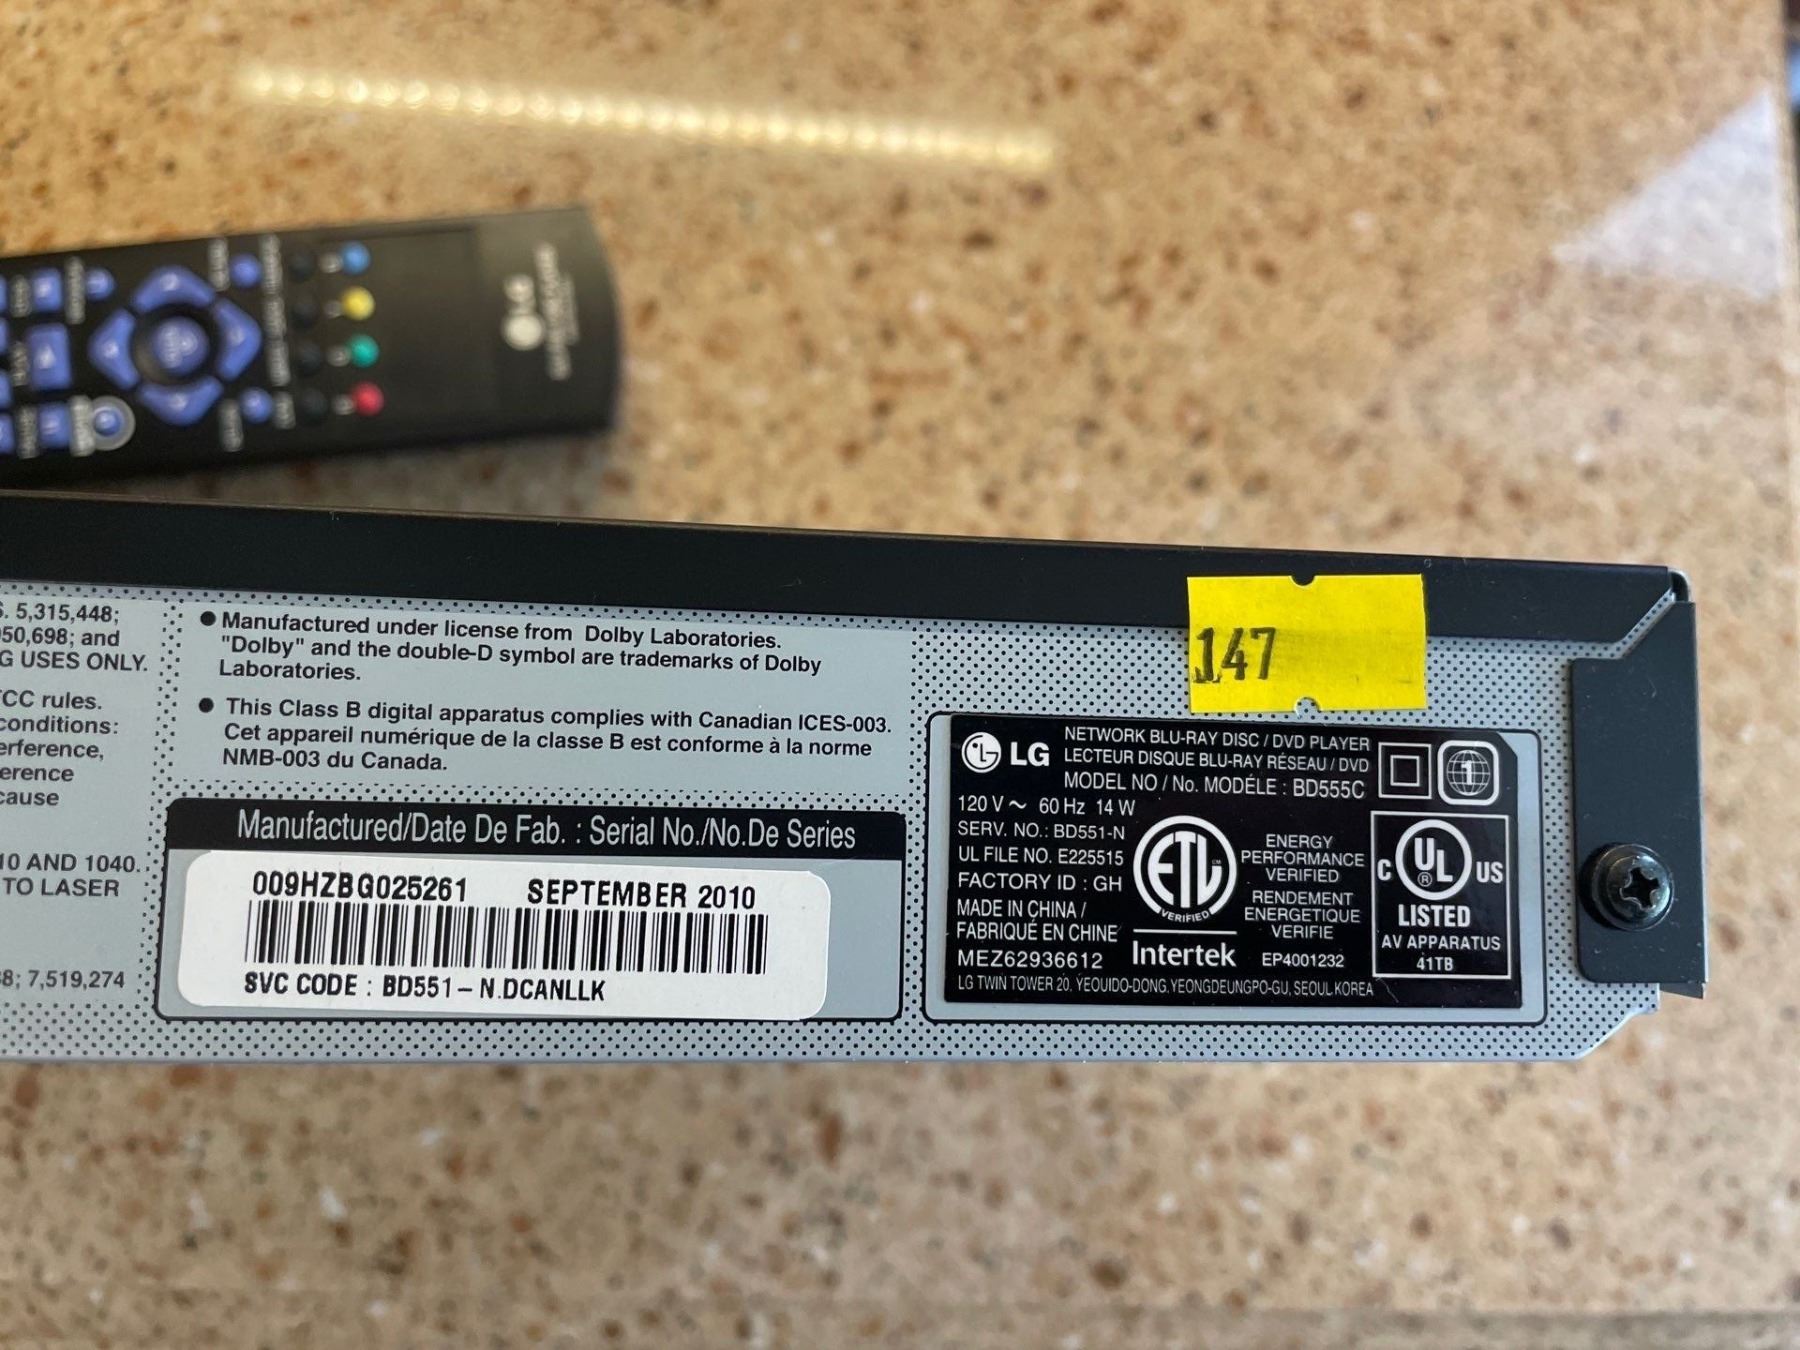 LG
S. 5,315,448;
50,698; and
G USES ONLY.
CC rules.
conditions:
erference,
erence
cause
10 AND 1040.
TO LASER
8; 7,519,274
● Manufactured under license from Dolby Laboratories.
"Dolby" and the double-D symbol are trademarks of Dolby
Laboratories.
● This Class B digital apparatus complies with Canadian ICES-003.
Cet appareil numérique de la classe B est conforme à la norme
NMB-003 du Canada.
Manufactured/Date De Fab. : Serial No./No.De Series
009HZBG025261 SEPTEMBER 2010
SVC CODE : BD551-N.DCANLLK
147
LG
NETWORK BLU-RAY DISC / DVD PLAYER
LECTEUR DISQUE BLU-RAY RÉSEAU / DVD
MODEL NO / No. MODÉLE : BD555C
1
120 V ~ 60 Hz 14 W
SERV. NO.: BD551-N
UL FILE NO. E225515
FACTORY ID : GH
MADE IN CHINA /
FABRIQUÉ EN CHINE
MEZ62936612
ETL
VERIFIED
Intertek
ENERGY
PERFORMANCE
VERIFIED
RENDEMENT
ENERGETIQUE
VERIFIE
EP4001232
C UL ® US
LISTED
AV APPARATUS
41TB
LG TWIN TOWER 20, YEOUIDO-DONG, YEONGDEUNGPO-GU, SEOUL KOREA